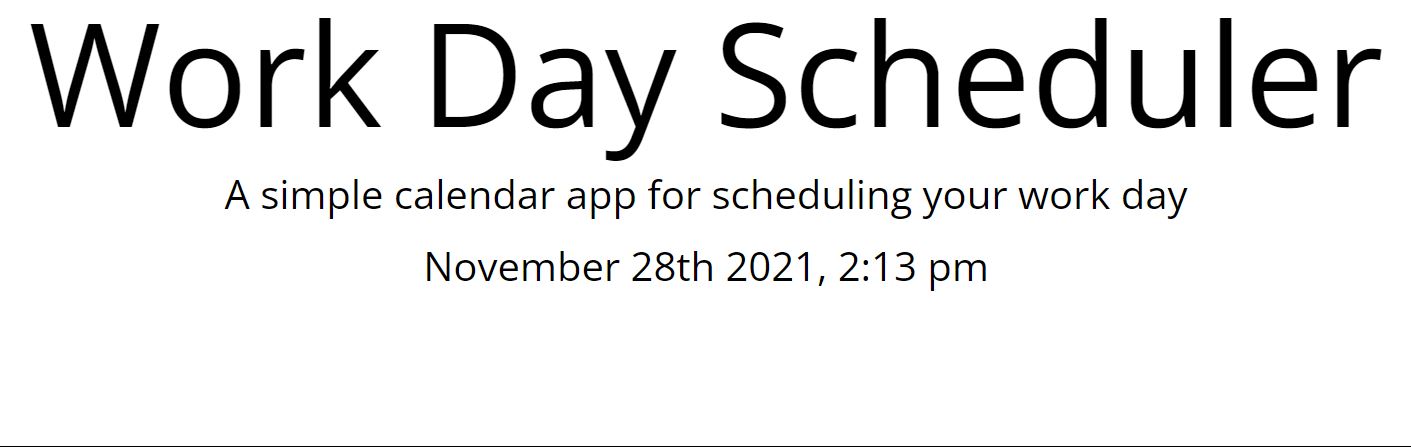 Work Day Scheduler
A simple calendar app for scheduling your work day
November 28th 2021, 2:13 pm